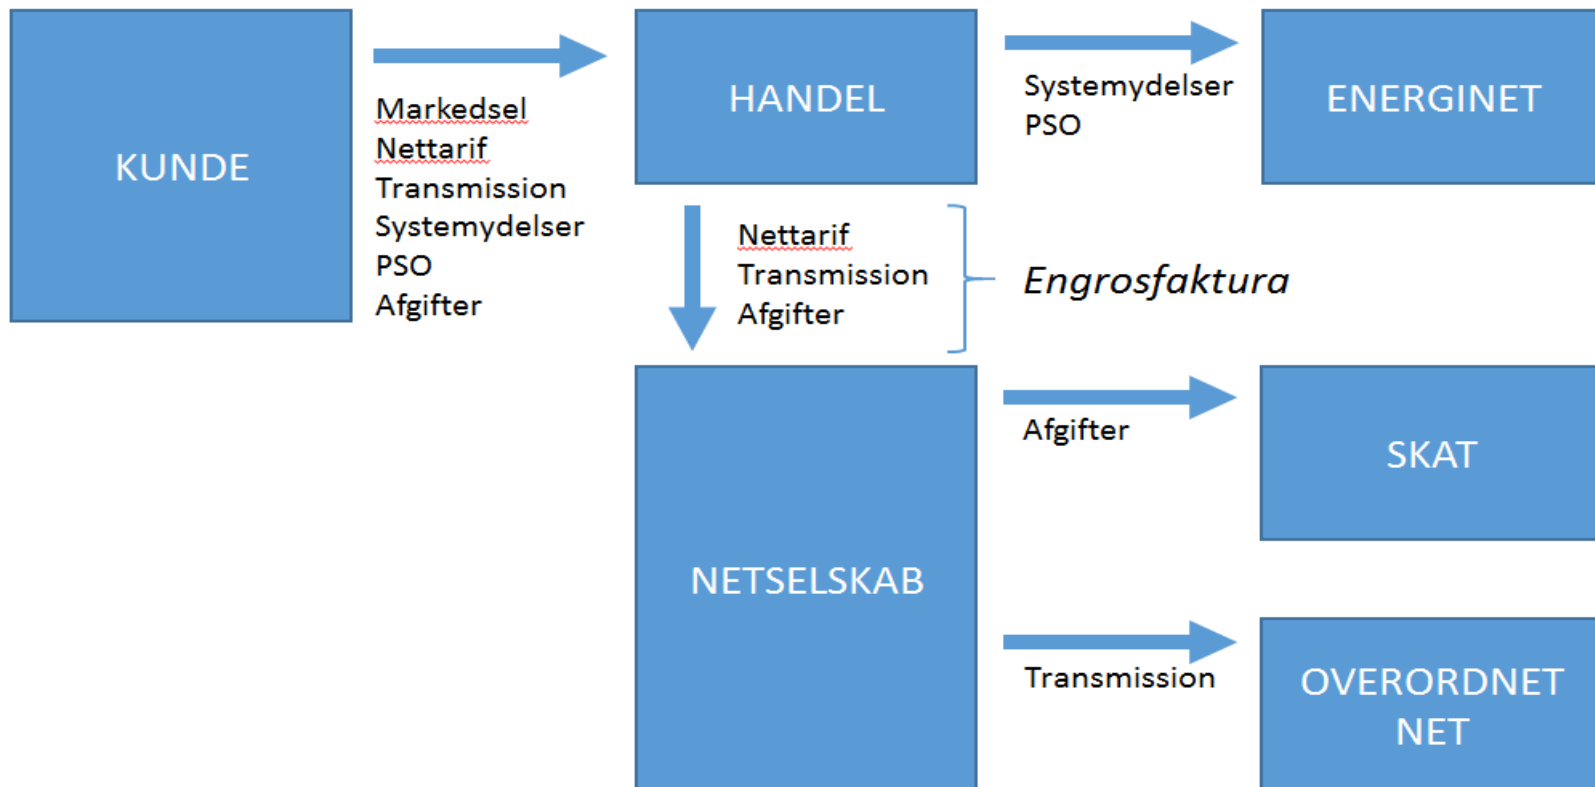 KUNDE
Markedsel
Nettarif
Transmission
Systemydelser
PSO
Afgifter
HANDEL
Systemydelser
PSO
ENERGINET
Nettarif
Transmission
Afgifter
Engrosfaktura
NETSELSKAB
Afgifter
SKAT
Transmission
OVERORDNET
NET